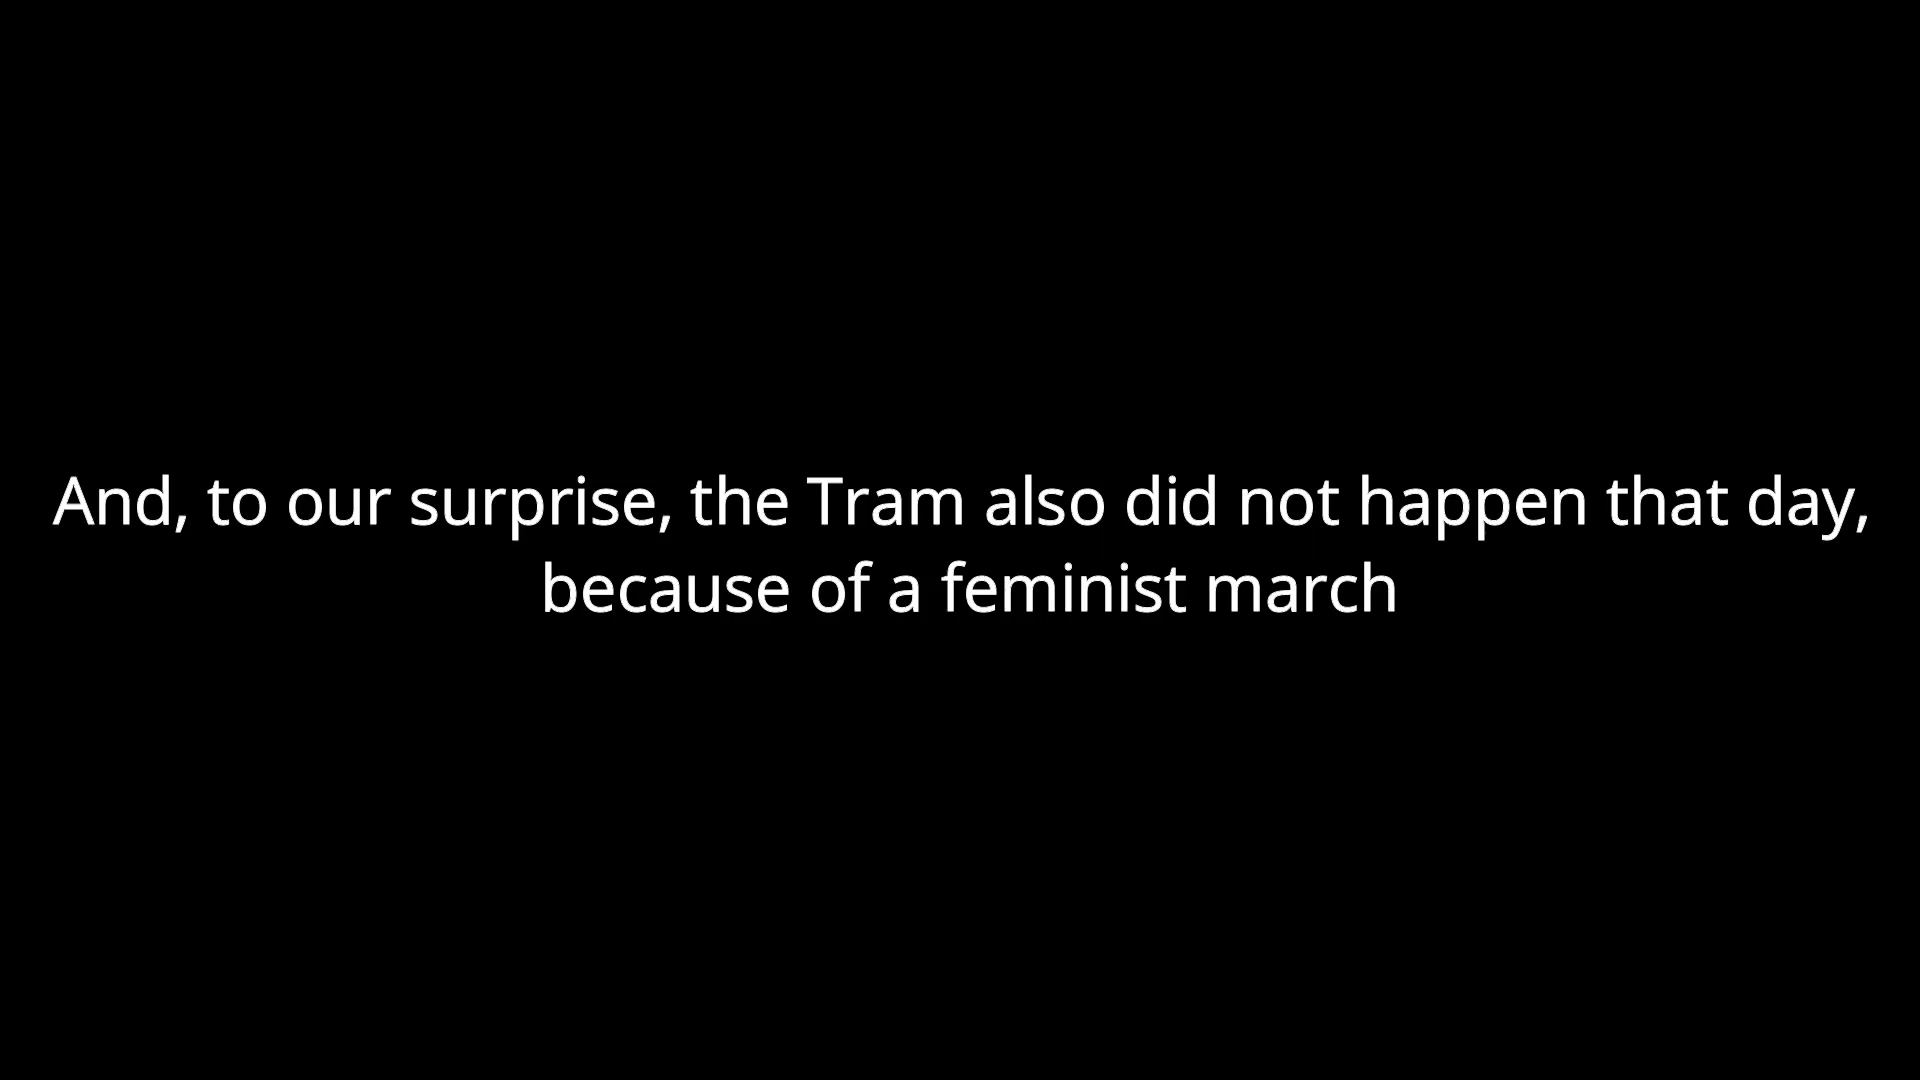 And, to our surprise, the Tram also did not happen that day,
because of a feminist march